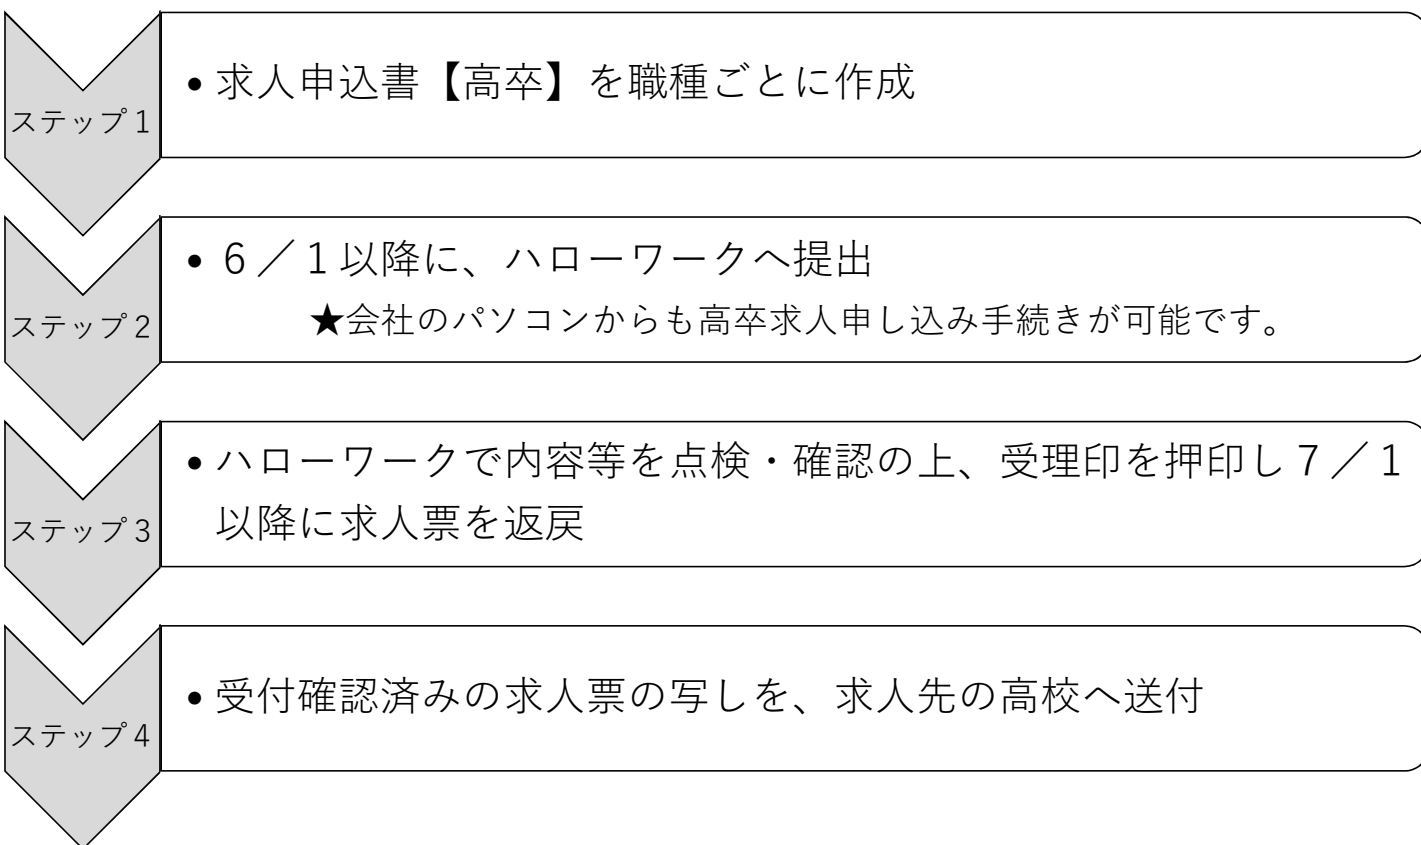 ステップ１
• 求人申込書【高卒】を職種ごとに作成
ステップ２
• ６／１以降に、ハローワークへ提出
★会社のパソコンからも高卒求人申し込み手続きが可能です。
ステップ３
• ハローワークで内容等を点検・確認の上、受理印を押印し７／１
以降に求人票を返戻
ステップ４
• 受付確認済みの求人票の写しを、求人先の高校へ送付